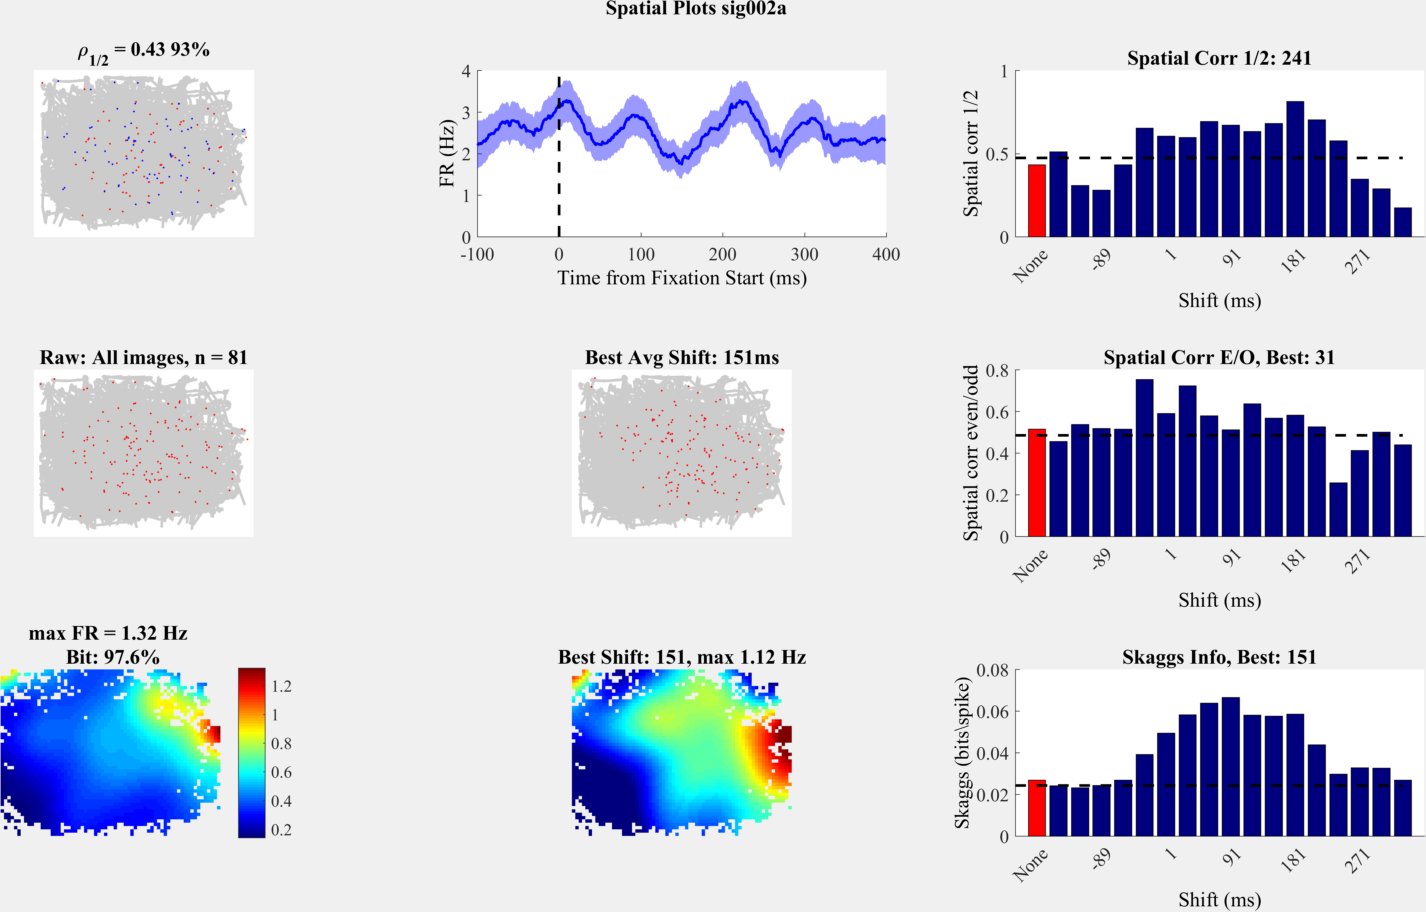 Spatial Plots sig002a
ρ1/2 = 0.43 93%
4
3
2
1
0
FR (Hz)
-100
0
100
200
300
400
Time from Fixation Start (ms)
Spatial Corr 1/2: 241
1
0.5
0
Spatial corr 1/2
None
-89
1
91
181
271
Shift (ms)
Raw: All images, n = 81
Best Avg Shift: 151ms
Spatial Corr E/O, Best: 31
0.8
0.6
0.4
0.2
0
Spatial corr even/odd
None
-89
1
91
181
271
Shift (ms)
max FR = 1.32 Hz
Bit: 97.6%
1.2
1
0.8
0.6
0.4
0.2
Best Shift: 151, max 1.12 Hz
Skaggs Info, Best: 151
0.08
0.06
0.04
0.02
0
Skaggs (bits\spike)
None
-89
1
91
181
271
Shift (ms)